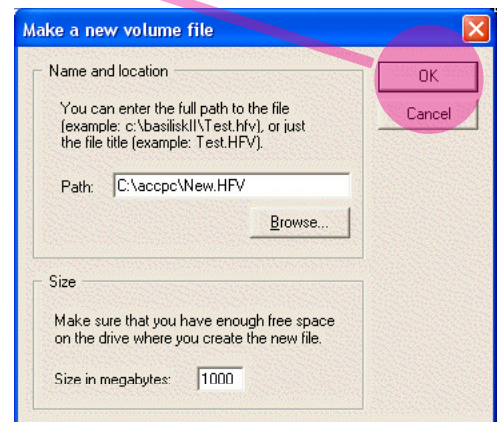 Make a new volume file
Name and location
You can enter the full path to the file
(example: c:\basiliskII\Test.hfv), or just
the file title (example: Test.HFV).
Path: C:\accpc\New.HFV
Browse...
Size
Make sure that you have enough free space
on the drive where you create the new file.
Size in megabytes: 1000
OK
Cancel